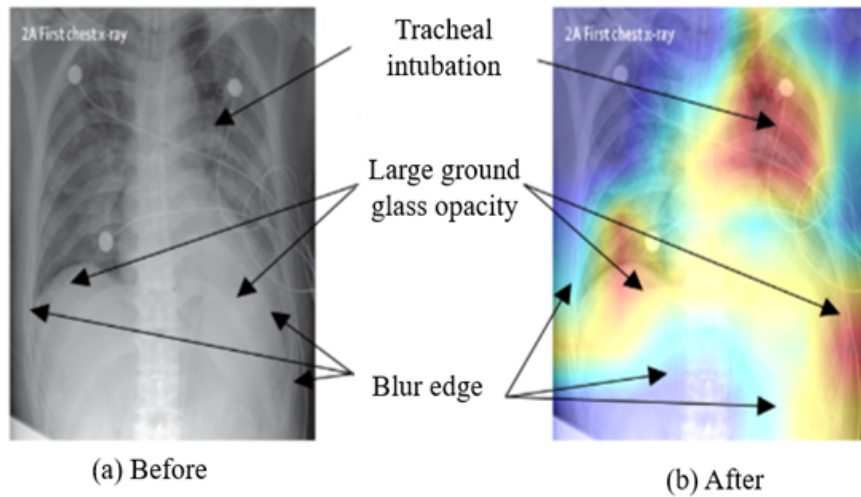 2A First chest x-ray
2A First chest x-ray
Tracheal
intubation
Large ground
glass opacity
Blur edge
(a) Before
(b) After